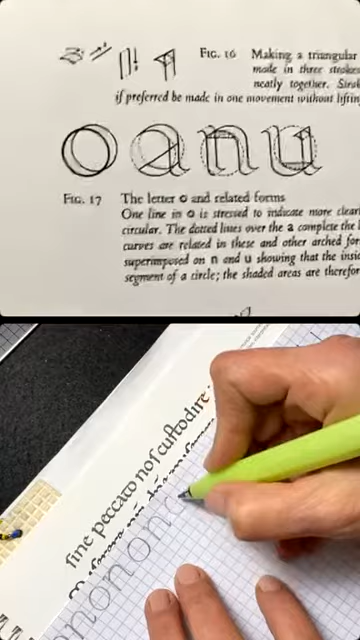 FIG. 16 Making a triangular
made in three strokes
neatly together. Strok
if preferred be made in one movement without liftin
o a n u
FIG. 17 The letter o and related forms
One line in o is stressed to indicate more clear
circular. The dotted lines over the a complete the
curves are related in these and other arched for
superimposed on n and u showing that the insid
segment of a circle; the shaded areas are therefor
sine peccato nos custodire
nononono